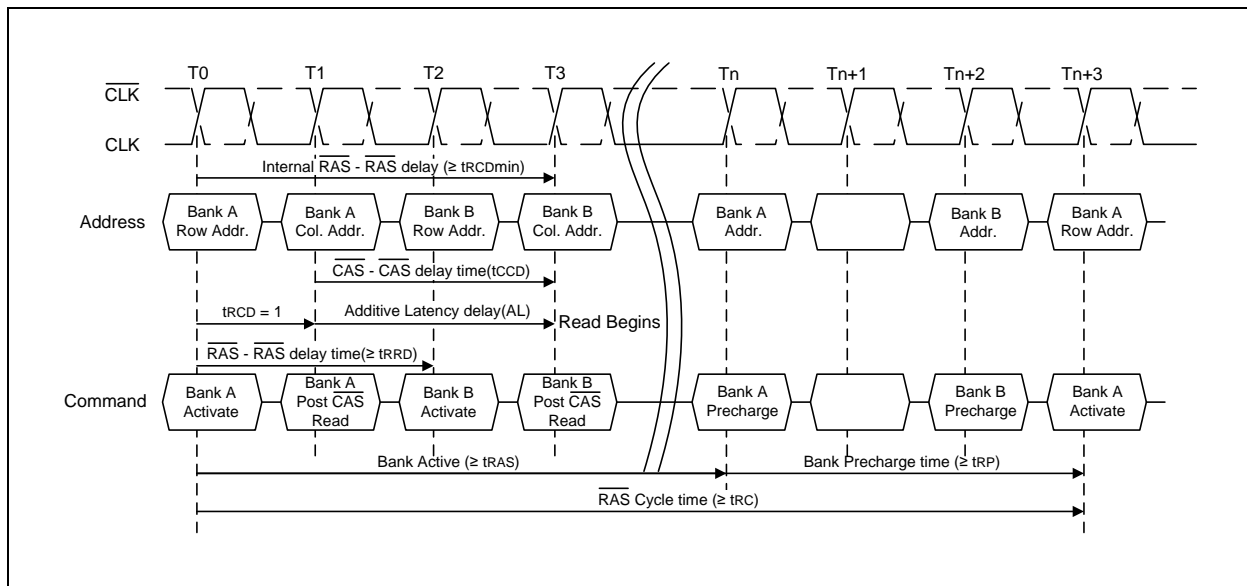 T0 T1 T2 T3 Tn Tn+1 Tn+2 Tn+3
CLK
CLK
Internal RAS - RAS delay (≥ tRCDmin)
Address
Bank A
Row Addr.
Bank A
Col. Addr.
Bank B
Row Addr.
Bank B
Col. Addr.
Bank A
Addr.
Bank B
Addr.
Bank A
Row Addr.
CAS - CAS delay time(tCCD)
tRCD = 1
Additive Latency delay(AL)
Read Begins
RAS - RAS delay time(≥ tRRD)
Command
Bank A
Activate
Bank A
Post CAS
Read
Bank B
Activate
Bank B
Post CAS
Read
Bank A
Precharge
Bank B
Precharge
Bank A
Activate
Bank Active (≥ tRAS)
Bank Precharge time (≥ tRP)
RAS Cycle time (≥ tRC)